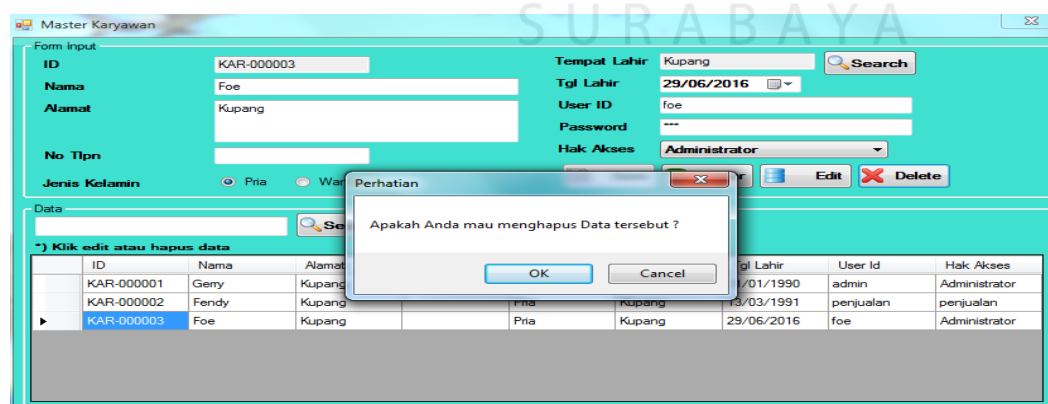 SURABAYA
Master Karyawan
Form input
ID KAR-000003
Nama Foe
Alamat Kupang
No Tlpn
Jenis Kelamin Pria
Tempat Lahir Kupang Search
Tgl Lahir 29/06/2016
User ID foe
Password ***
Hak Akses Administrator
Edit Delete
Perhatian
Apakah Anda mau menghapus Data tersebut ?
OK Cancel
Data
*) Klik edit atau hapus data
ID Nama Alamat Tgl Lahir User Id Hak Akses
KAR-000001 Gerry Kupang /01/1990 admin Administrator
KAR-000002 Fendy Kupang Pria Kupang 13/03/1991 penjualan penjualan
KAR-000003 Foe Kupang Pria Kupang 29/06/2016 foe Administrator